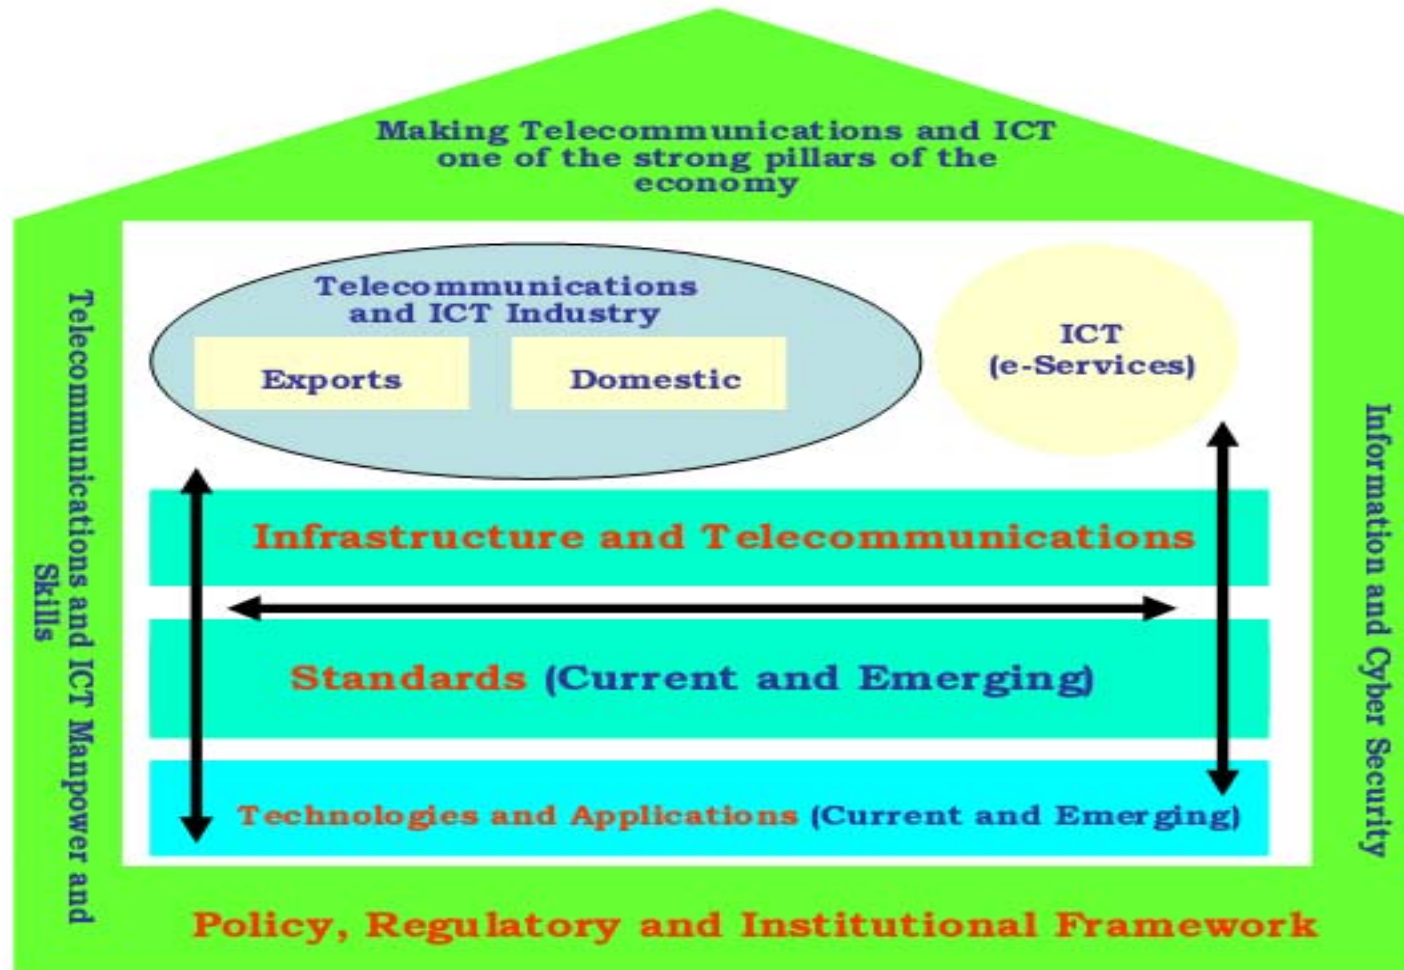 Making Telecommunications and ICT
one of the strong pillars of the
economy
Telecommunications
and ICT Industry
Exports
Domestic
ICT
(e-Services)
Telecommunications and ICT Manpower and
Skills
Information and Cyber Security
Infrastructure and Telecommunications
Standards (Current and Emerging)
Technologies and Applications (Current and Emerging)
Policy, Regulatory and Institutional Framework